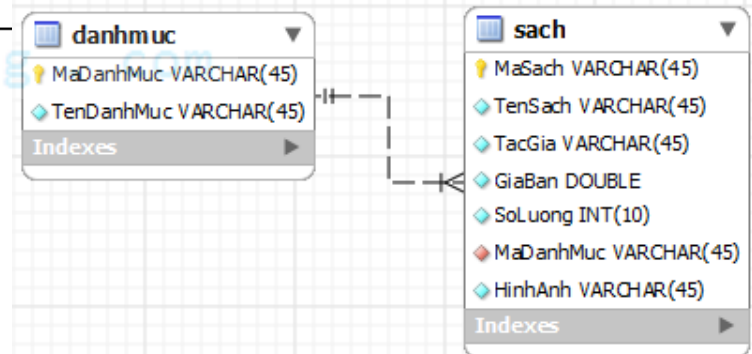 danhmuc
MaDanhMuc VARCHAR(45)
TenDanhMuc VARCHAR(45)
Indexes
sach
MaSach VARCHAR(45)
TenSach VARCHAR(45)
TacGia VARCHAR(45)
GiaBan DOUBLE
SoLuong INT(10)
MaDanhMuc VARCHAR(45)
HinhAnh VARCHAR(45)
Indexes